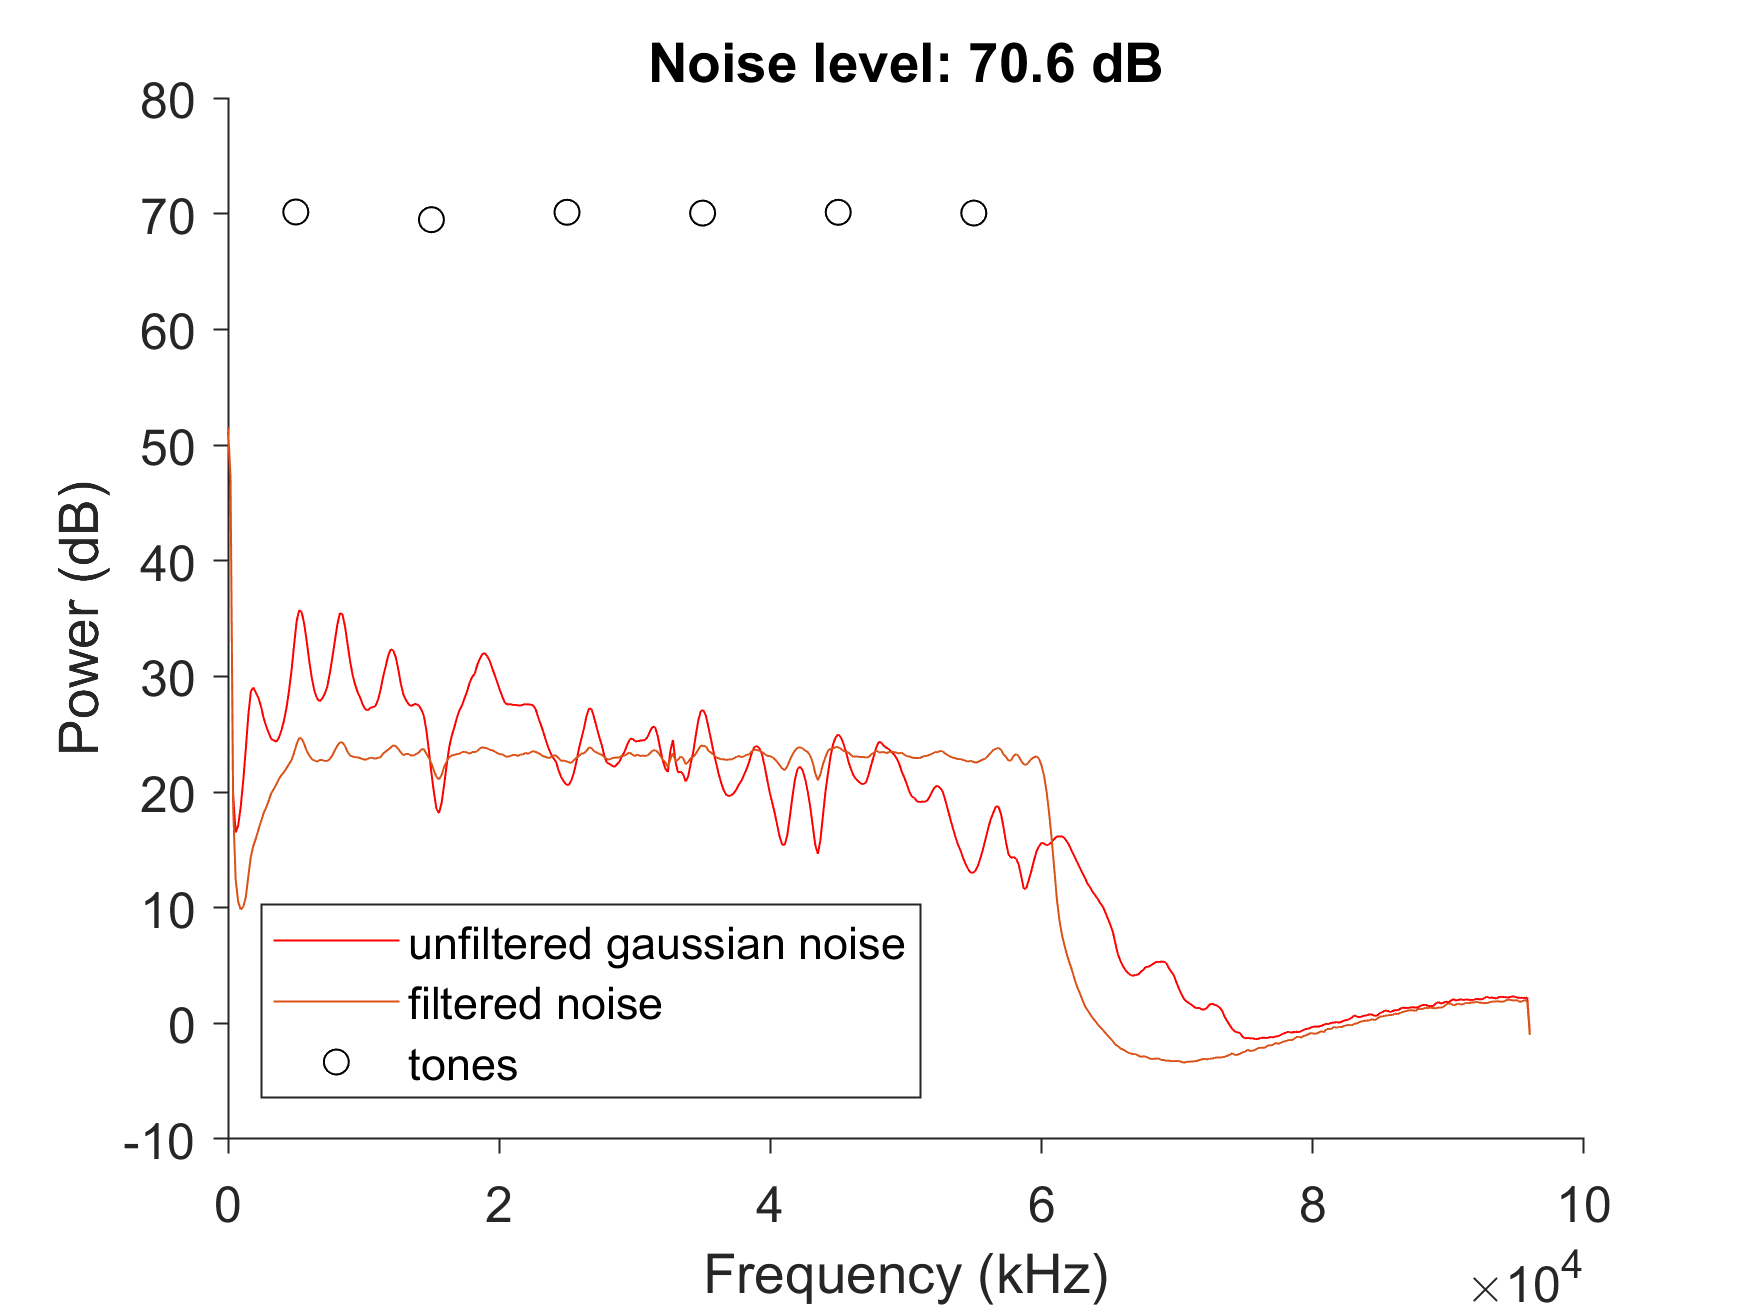 Noise level: 70.6 dB
80
70
60
50
40
30
20
10
0
-10
Power (dB)
unfiltered gaussian noise
filtered noise
tones
0 2 4 6 8 10
Frequency (kHz)
×10⁴